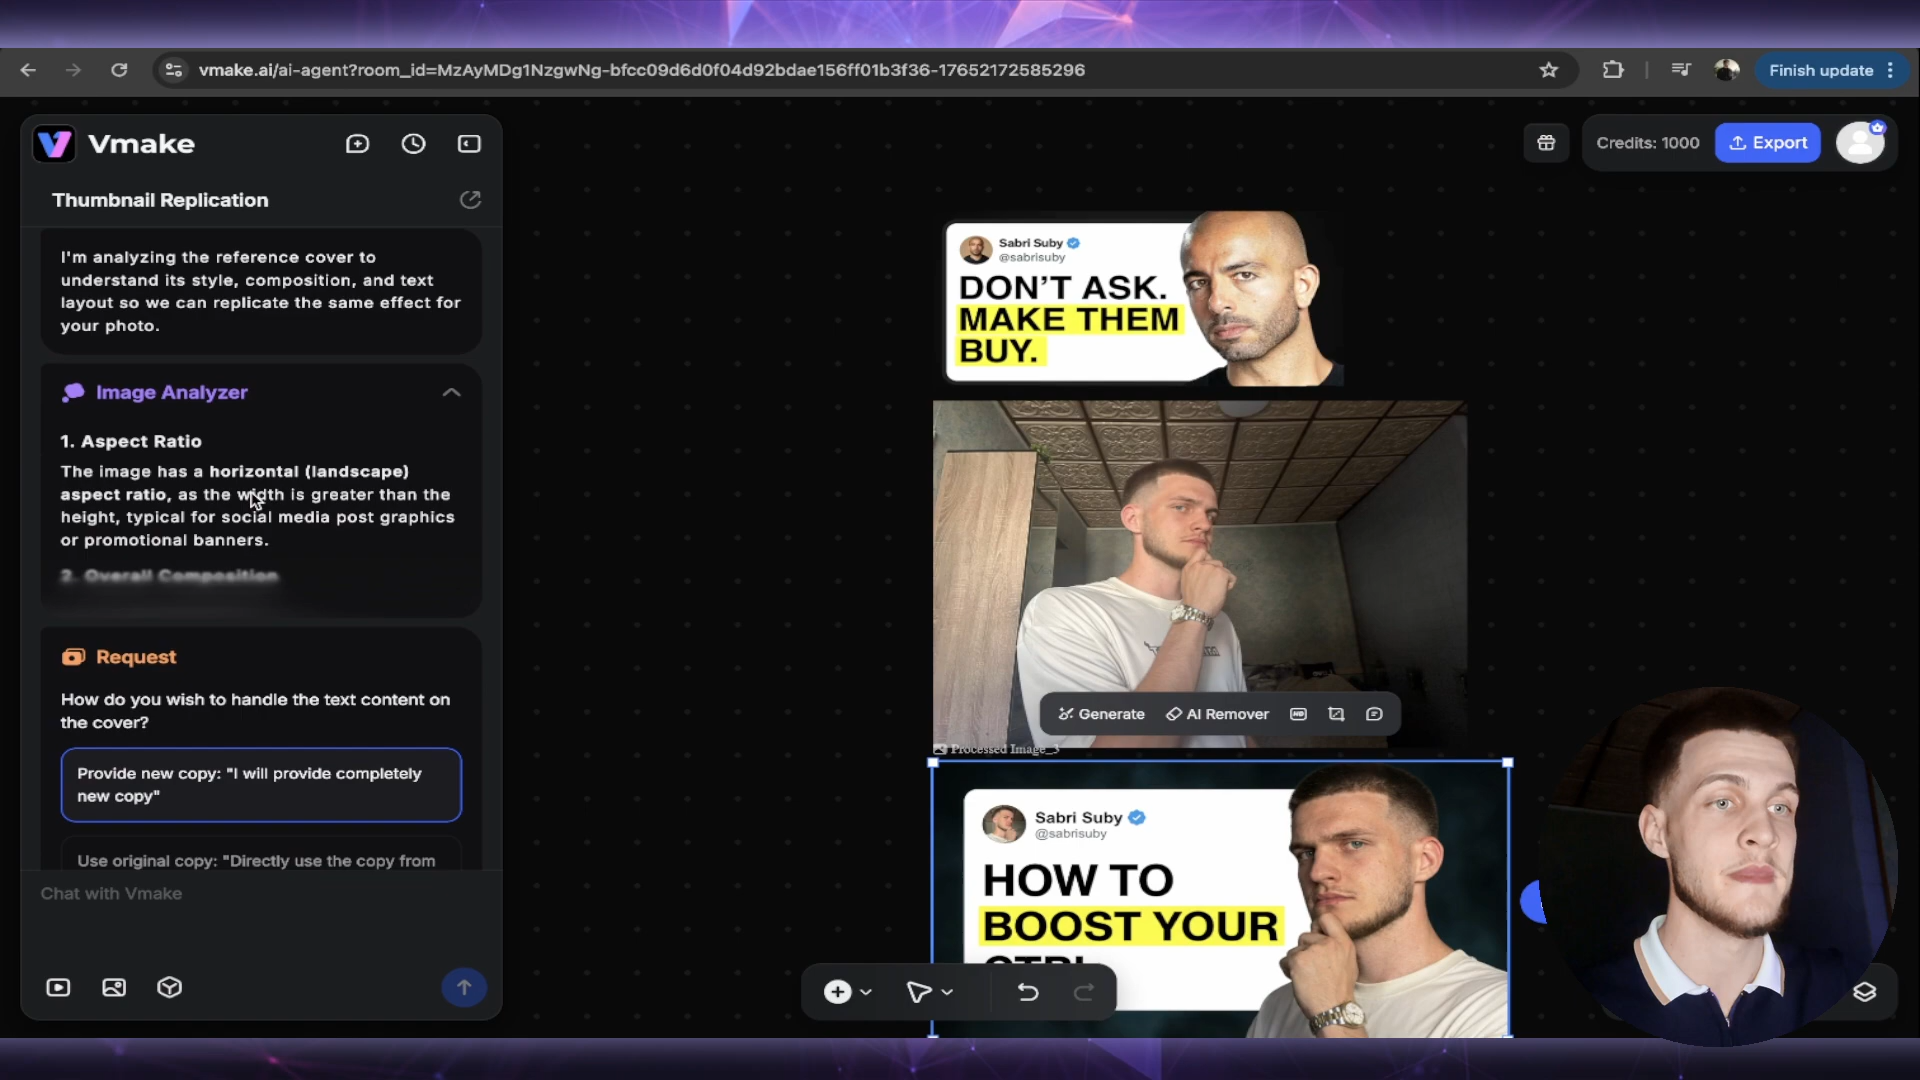 vmake.ai/ai-agent?room_id=MzAyMDg1NzgwNg-bfcc09d6d0f04d92bdae156ff01b3f36-17652172585296
Finish update
Vmake
Thumbnail Replication
I'm analyzing the reference cover to
understand its style, composition, and text
layout so we can replicate the same effect for
your photo.
Image Analyzer
1. Aspect Ratio
The image has a horizontal (landscape)
aspect ratio, as the width is greater than the
height, typical for social media post graphics
or promotional banners.
2. Overall Composition
Request
How do you wish to handle the text content on
the cover?
Provide new copy: "I will provide completely
new copy"
Use original copy: "Directly use the copy from
Chat with Vmake
Credits: 1000
Export
Sabri Suby
@sabrisuby
DON'T ASK.
MAKE THEM
BUY.
Generate
AI Remover
HD
Processed Image_3
Sabri Suby
@sabrisuby
HOW TO
BOOST YOUR